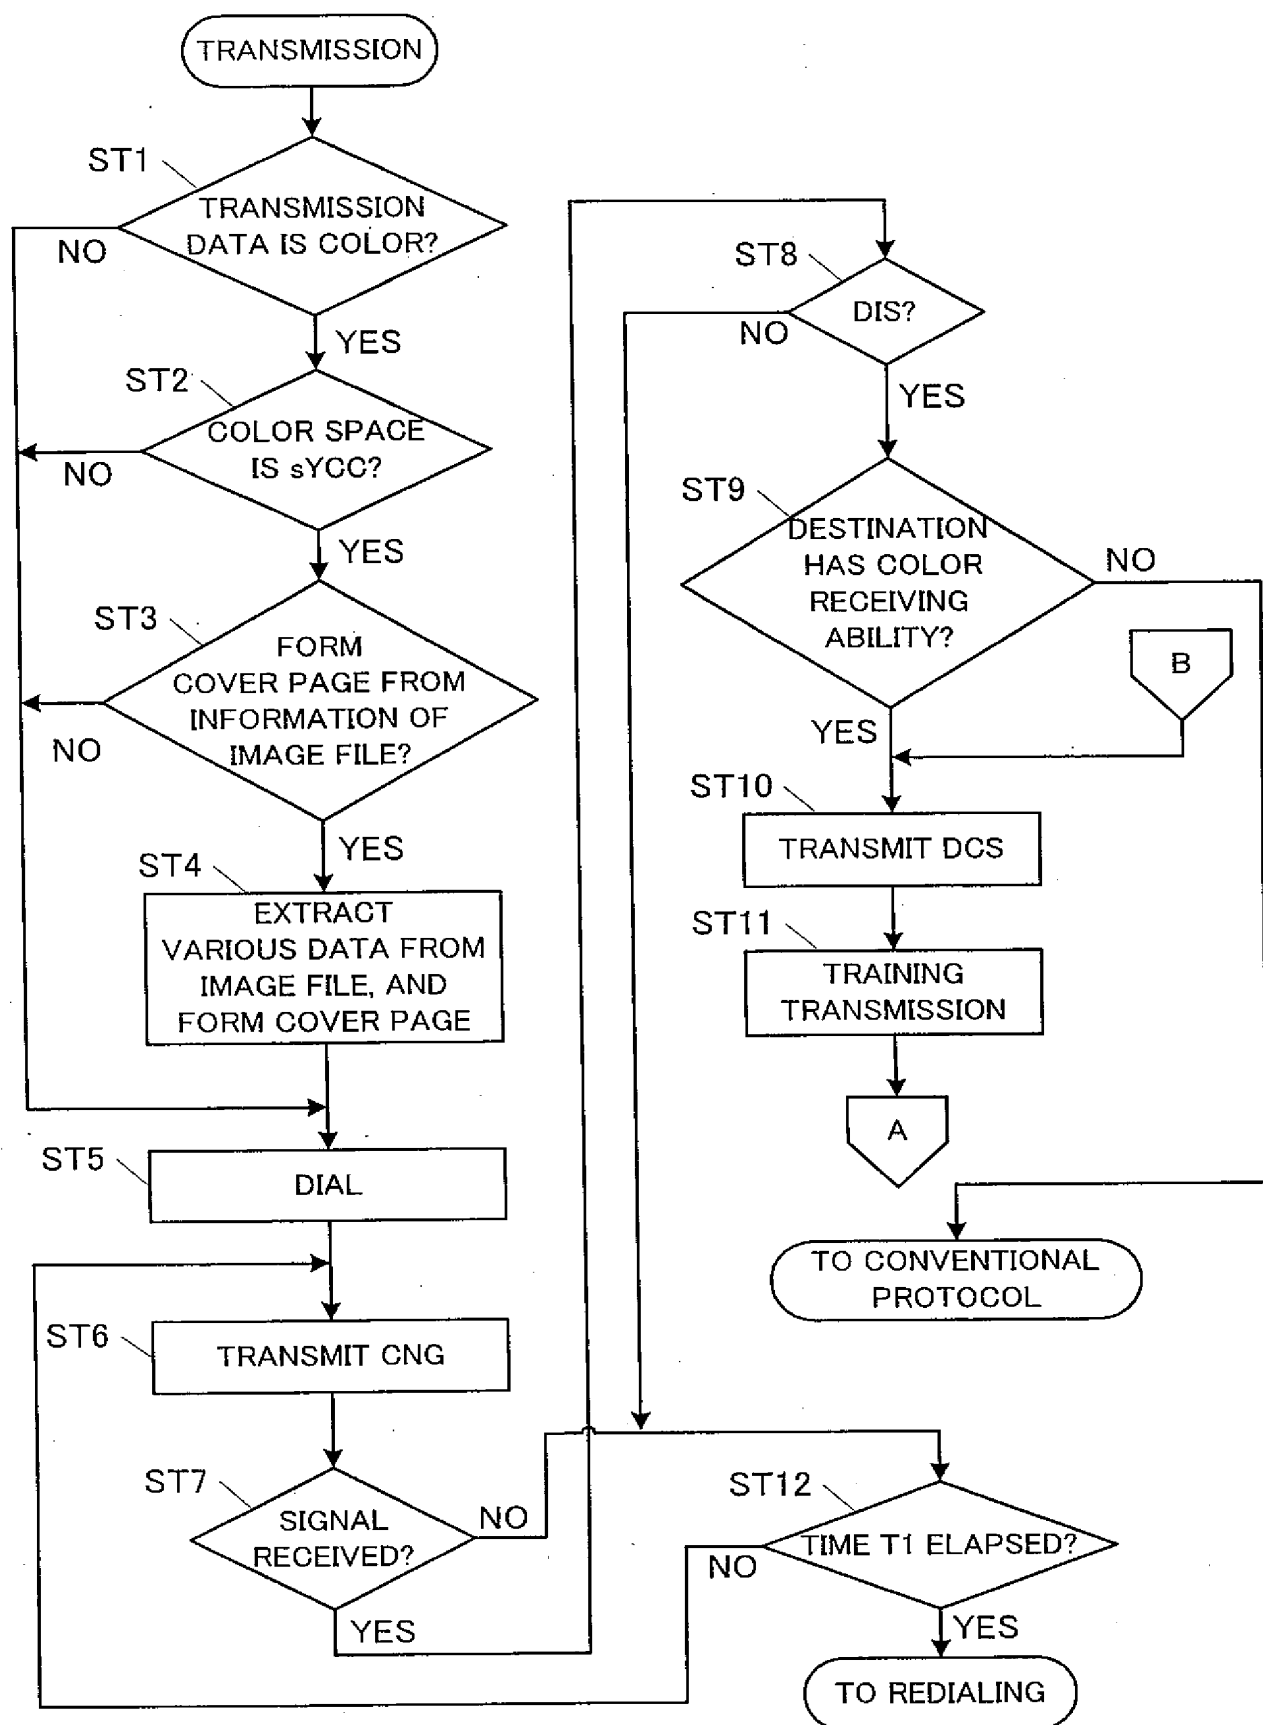 TRANSMISSION
ST1
TRANSMISSION
DATA IS COLOR?
NO
YES
ST2
COLOR SPACE
IS sYCC?
NO
YES
ST3
FORM
COVER PAGE FROM
INFORMATION OF
IMAGE FILE?
NO
YES
ST4
EXTRACT
VARIOUS DATA FROM
IMAGE FILE, AND
FORM COVER PAGE
ST5
DIAL
ST6
TRANSMIT CNG
ST7
SIGNAL
RECEIVED?
NO
YES
ST8
DIS?
NO
YES
ST9
DESTINATION
HAS COLOR
RECEIVING
ABILITY?
NO
YES
B
ST10
TRANSMIT DCS
ST11
TRAINING
TRANSMISSION
A
TO CONVENTIONAL
PROTOCOL
ST12
TIME T1 ELAPSED?
NO
YES
TO REDIALING